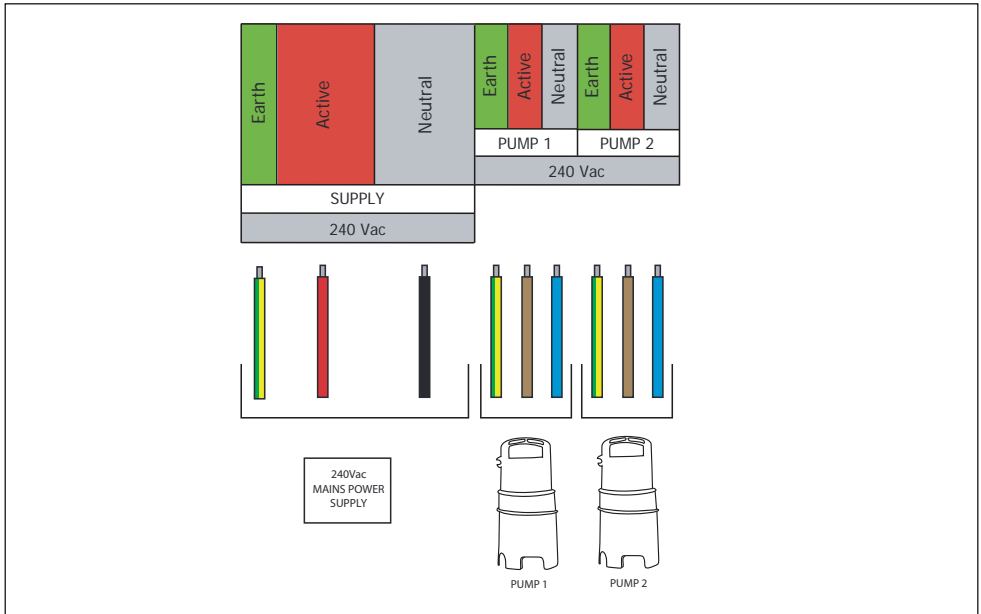 Earth
Active
Neutral
Earth
Active
Neutral
Earth
Active
Neutral
PUMP 1
PUMP 2
240 Vac
SUPPLY
240 Vac
240Vac
MAINS POWER
SUPPLY
PUMP 1
PUMP 2